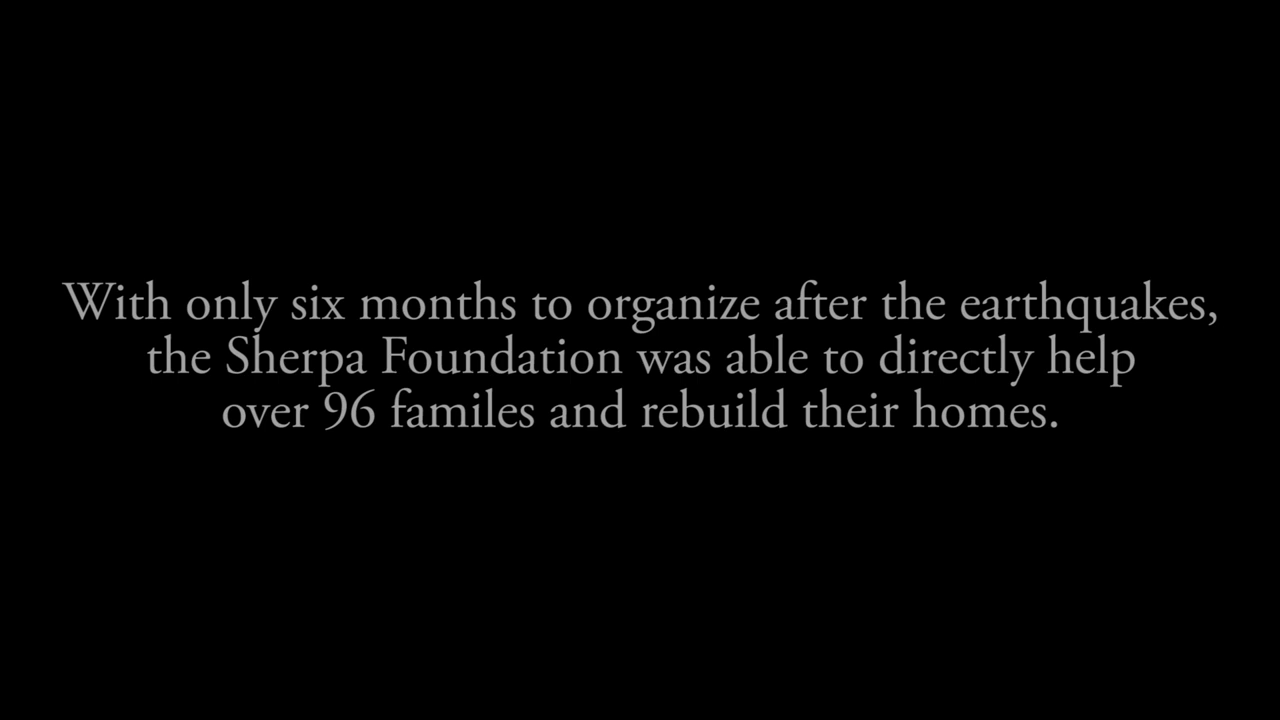 With only six months to organize after the earthquakes,
the Sherpa Foundation was able to directly help
over 96 familes and rebuild their homes.